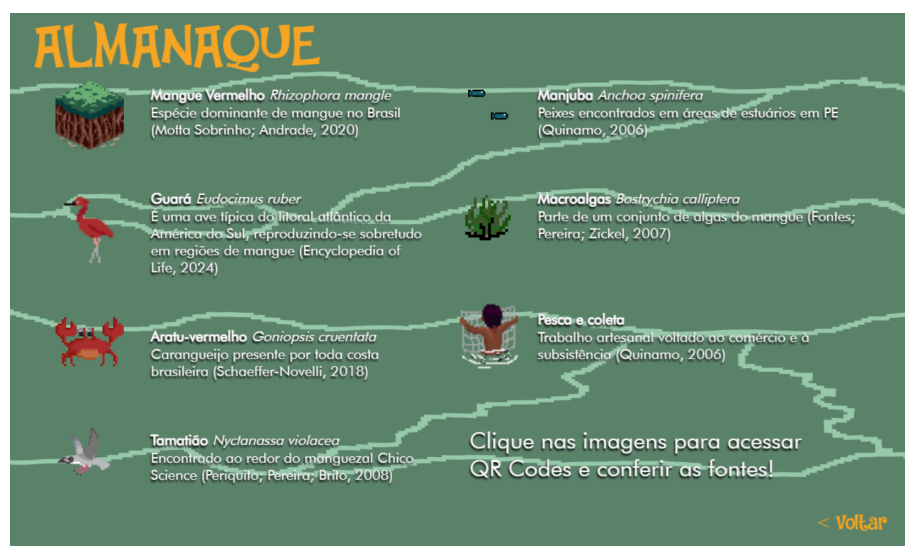 ALMANAQUE
Mangue Vermelho Rhizophora mangle
Espécie dominante de mangue no Brasil
(Motta Sobrinho; Andrade, 2020)
Guará Eudocimus ruber
É uma ave típica do litoral atlântico da
América do Sul, reproduzindo-se sobretudo
em regiões de mangue (Encyclopedia of
Life, 2024)
Aratu-vermelho Goniopsis cruentata
Carangueijo presente por toda costa
brasileira (Schaeffer-Novelli, 2018)
Tamatião Nyctanassa violacea
Encontrado ao redor do manguezal Chico
Science (Periquito; Pereira; Brito, 2008)
Manjuba Anchoa spinifera
Peixes encontrados em áreas de estuários em PE
(Quinamo, 2006)
Macroalgas Bostrychia calliptera
Parte de um conjunto de algas do mangue (Fontes;
Pereira; Zickel, 2007)
Pesca e coleta
Trabalho artesanal voltado ao comércio e à
subsistência (Quinamo, 2006)
Clique nas imagens para acessar
QR Codes e conferir as fontes!
< Voltar